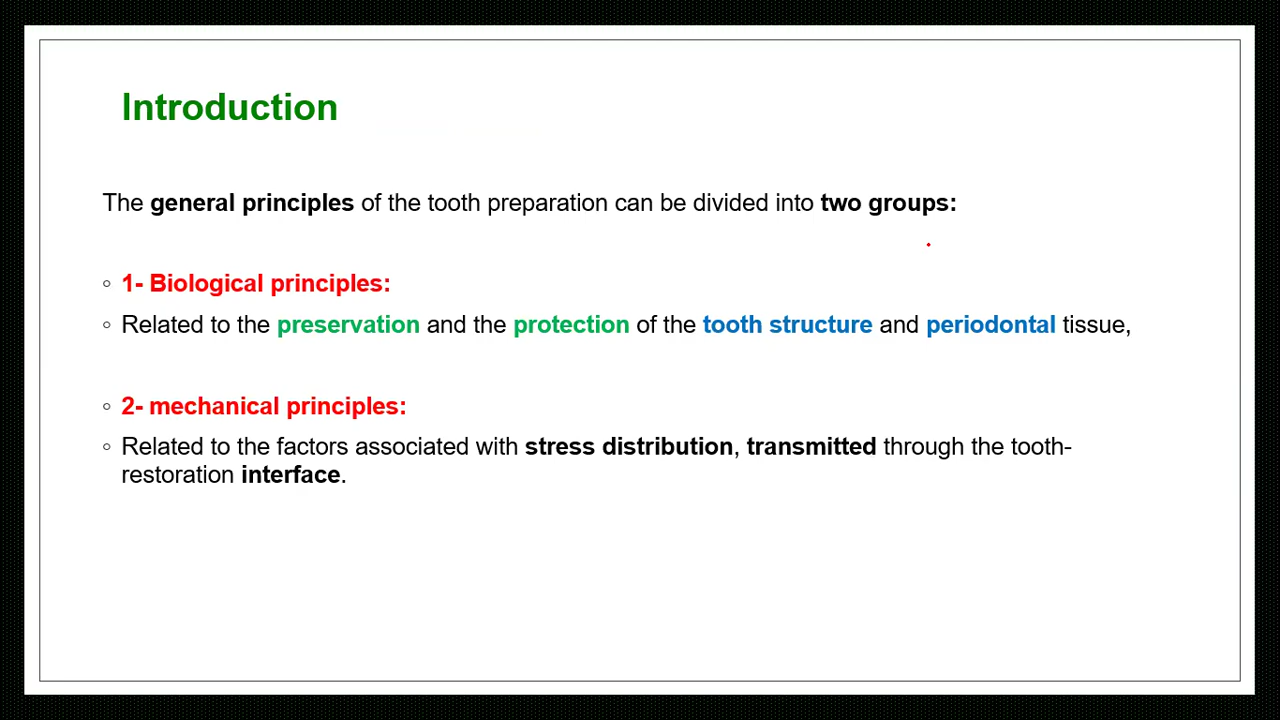 Introduction
The general principles of the tooth preparation can be divided into two groups:
1- Biological principles:
Related to the preservation and the protection of the tooth structure and periodontal tissue,
2- mechanical principles:
Related to the factors associated with stress distribution, transmitted through the tooth-
restoration interface.